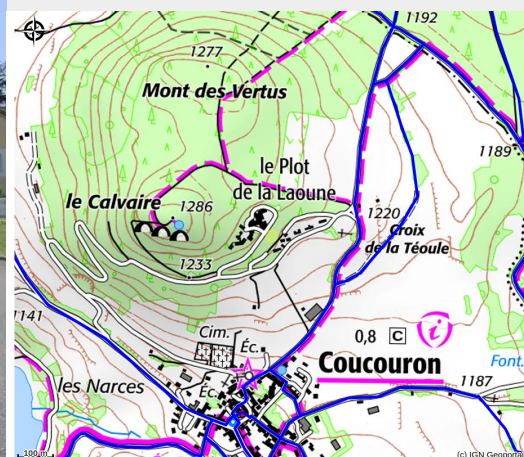 1192
1277
Mont des Vertus
1189
le Plot
de la Laoune
le Calvaire
1286
1220
Croix
de la Téoule
1233
1141
0,8 C i
Cim.
Éc.
Coucouron
Font.
les Narces
Éc.
1187
100 m
(c) IGN Geoportail